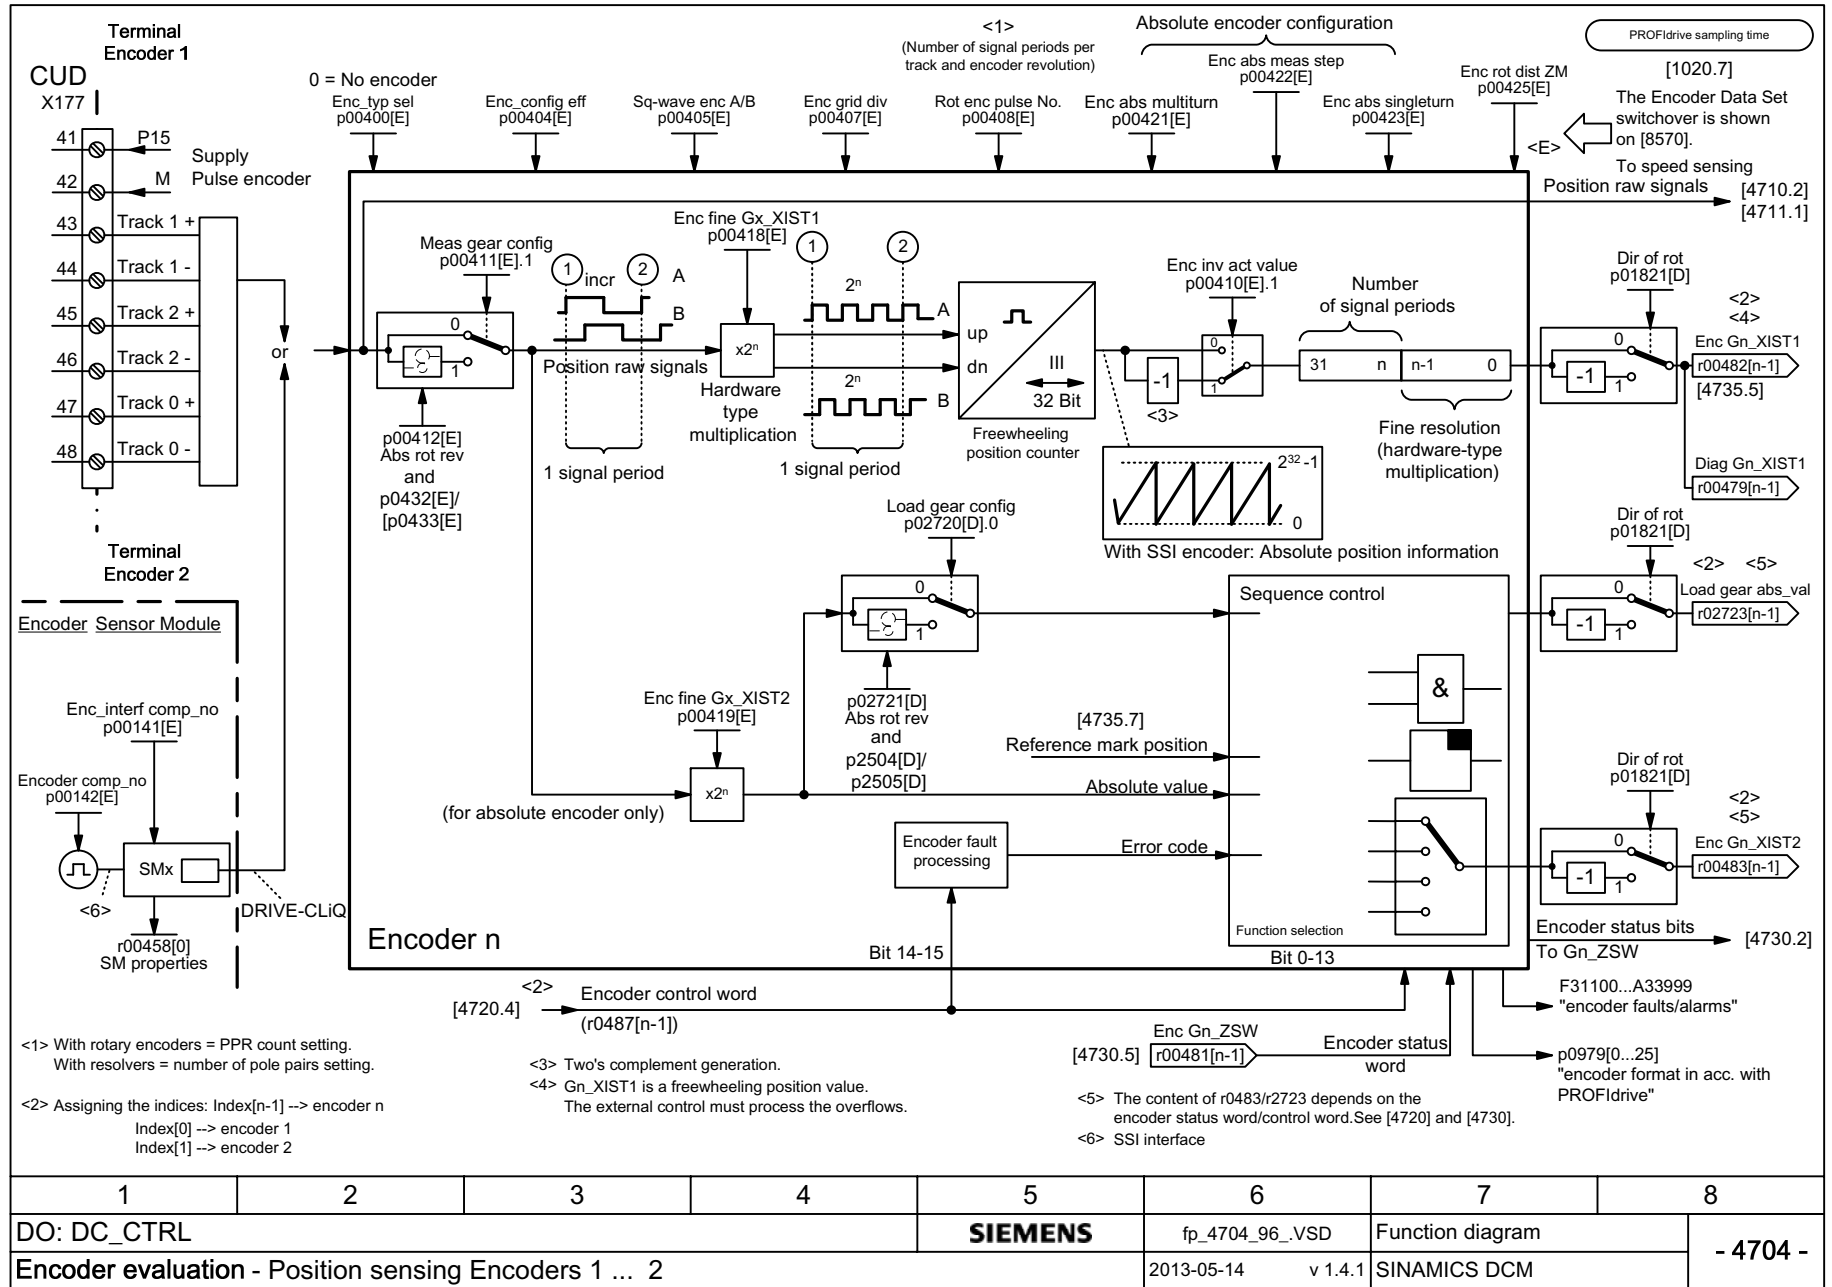 Terminal
Encoder 1
CUD
X177
41
P15
42
M
Supply
Pulse encoder
43
Track 1 +
44
Track 1 -
45
Track 2 +
46
Track 2 -
47
Track 0 +
48
Track 0 -
or
Terminal
Encoder 2
Encoder Sensor Module
Enc_interf comp_no
p00141[E]
Encoder comp_no
p00142[E]
SMx
<6>
DRIVE-CLiQ
r00458[0]
SM properties
0 = No encoder
Enc_typ sel
p00400[E]
Enc_config eff
p00404[E]
Sq-wave enc A/B
p00405[E]
Enc grid div
p00407[E]
<1>
(Number of signal periods per
track and encoder revolution)
Rot enc pulse No.
p00408[E]
Absolute encoder configuration
Enc abs multiturn
p00421[E]
Enc abs meas step
p00422[E]
Enc abs singleturn
p00423[E]
Enc rot dist ZM
p00425[E]
<E>
PROFIdrive sampling time
[1020.7]
The Encoder Data Set
switchover is shown
on [8570].
To speed sensing
Position raw signals
[4710.2]
[4711.1]
Meas gear config
p00411[E].1
0
1
p00412[E]
Abs rot rev
and
p0432[E]/
[p0433[E]
1
incr
2
A
B
Position raw signals
1 signal period
Enc fine Gx_XIST1
p00418[E]
x2ⁿ
Hardware
type
multiplication
1
2
2ⁿ
A
2ⁿ
B
1 signal period
up
dn
III
32 Bit
Freewheeling
position counter
Enc inv act value
p00410[E].1
0
1
-1
<3>
Number
of signal periods
31
n
n-1
0
Fine resolution
(hardware-type
multiplication)
2³²-1
0
With SSI encoder: Absolute position information
Dir of rot
p01821[D]
0
-1
1
<2>
<4>
Enc Gn_XIST1
r00482[n-1]
[4735.5]
Diag Gn_XIST1
r00479[n-1]
Load gear config
p02720[D].0
0
1
p02721[D]
Abs rot rev
and
p2504[D]/
p2505[D]
Enc fine Gx_XIST2
p00419[E]
x2ⁿ
(for absolute encoder only)
[4735.7]
Reference mark position
Absolute value
Encoder fault
processing
Error code
Sequence control
&
Function selection
Dir of rot
p01821[D]
0
-1
1
<2> <5>
Load gear abs_val
r02723[n-1]
Dir of rot
p01821[D]
0
-1
1
<2>
<5>
Enc Gn_XIST2
r00483[n-1]
Encoder n
Bit 14-15
Bit 0-13
Encoder status bits
To Gn_ZSW
[4730.2]
F31100...A33999
"encoder faults/alarms"
p0979[0...25]
"encoder format in acc. with
PROFIdrive"
<2>
[4720.4]
Encoder control word
(r0487[n-1])
Enc Gn_ZSW
[4730.5]
r00481[n-1]
Encoder status
word
<1> With rotary encoders = PPR count setting.
With resolvers = number of pole pairs setting.
<2> Assigning the indices: Index[n-1] --> encoder n
Index[0] --> encoder 1
Index[1] --> encoder 2
<3> Two's complement generation.
<4> Gn_XIST1 is a freewheeling position value.
The external control must process the overflows.
<5> The content of r0483/r2723 depends on the
encoder status word/control word.See [4720] and [4730].
<6> SSI interface
1 2 3 4 5 6 7 8
DO: DC_CTRL
SIEMENS
fp_4704_96_.VSD
Function diagram
- 4704 -
Encoder evaluation - Position sensing Encoders 1 ... 2
2013-05-14
v 1.4.1
SINAMICS DCM